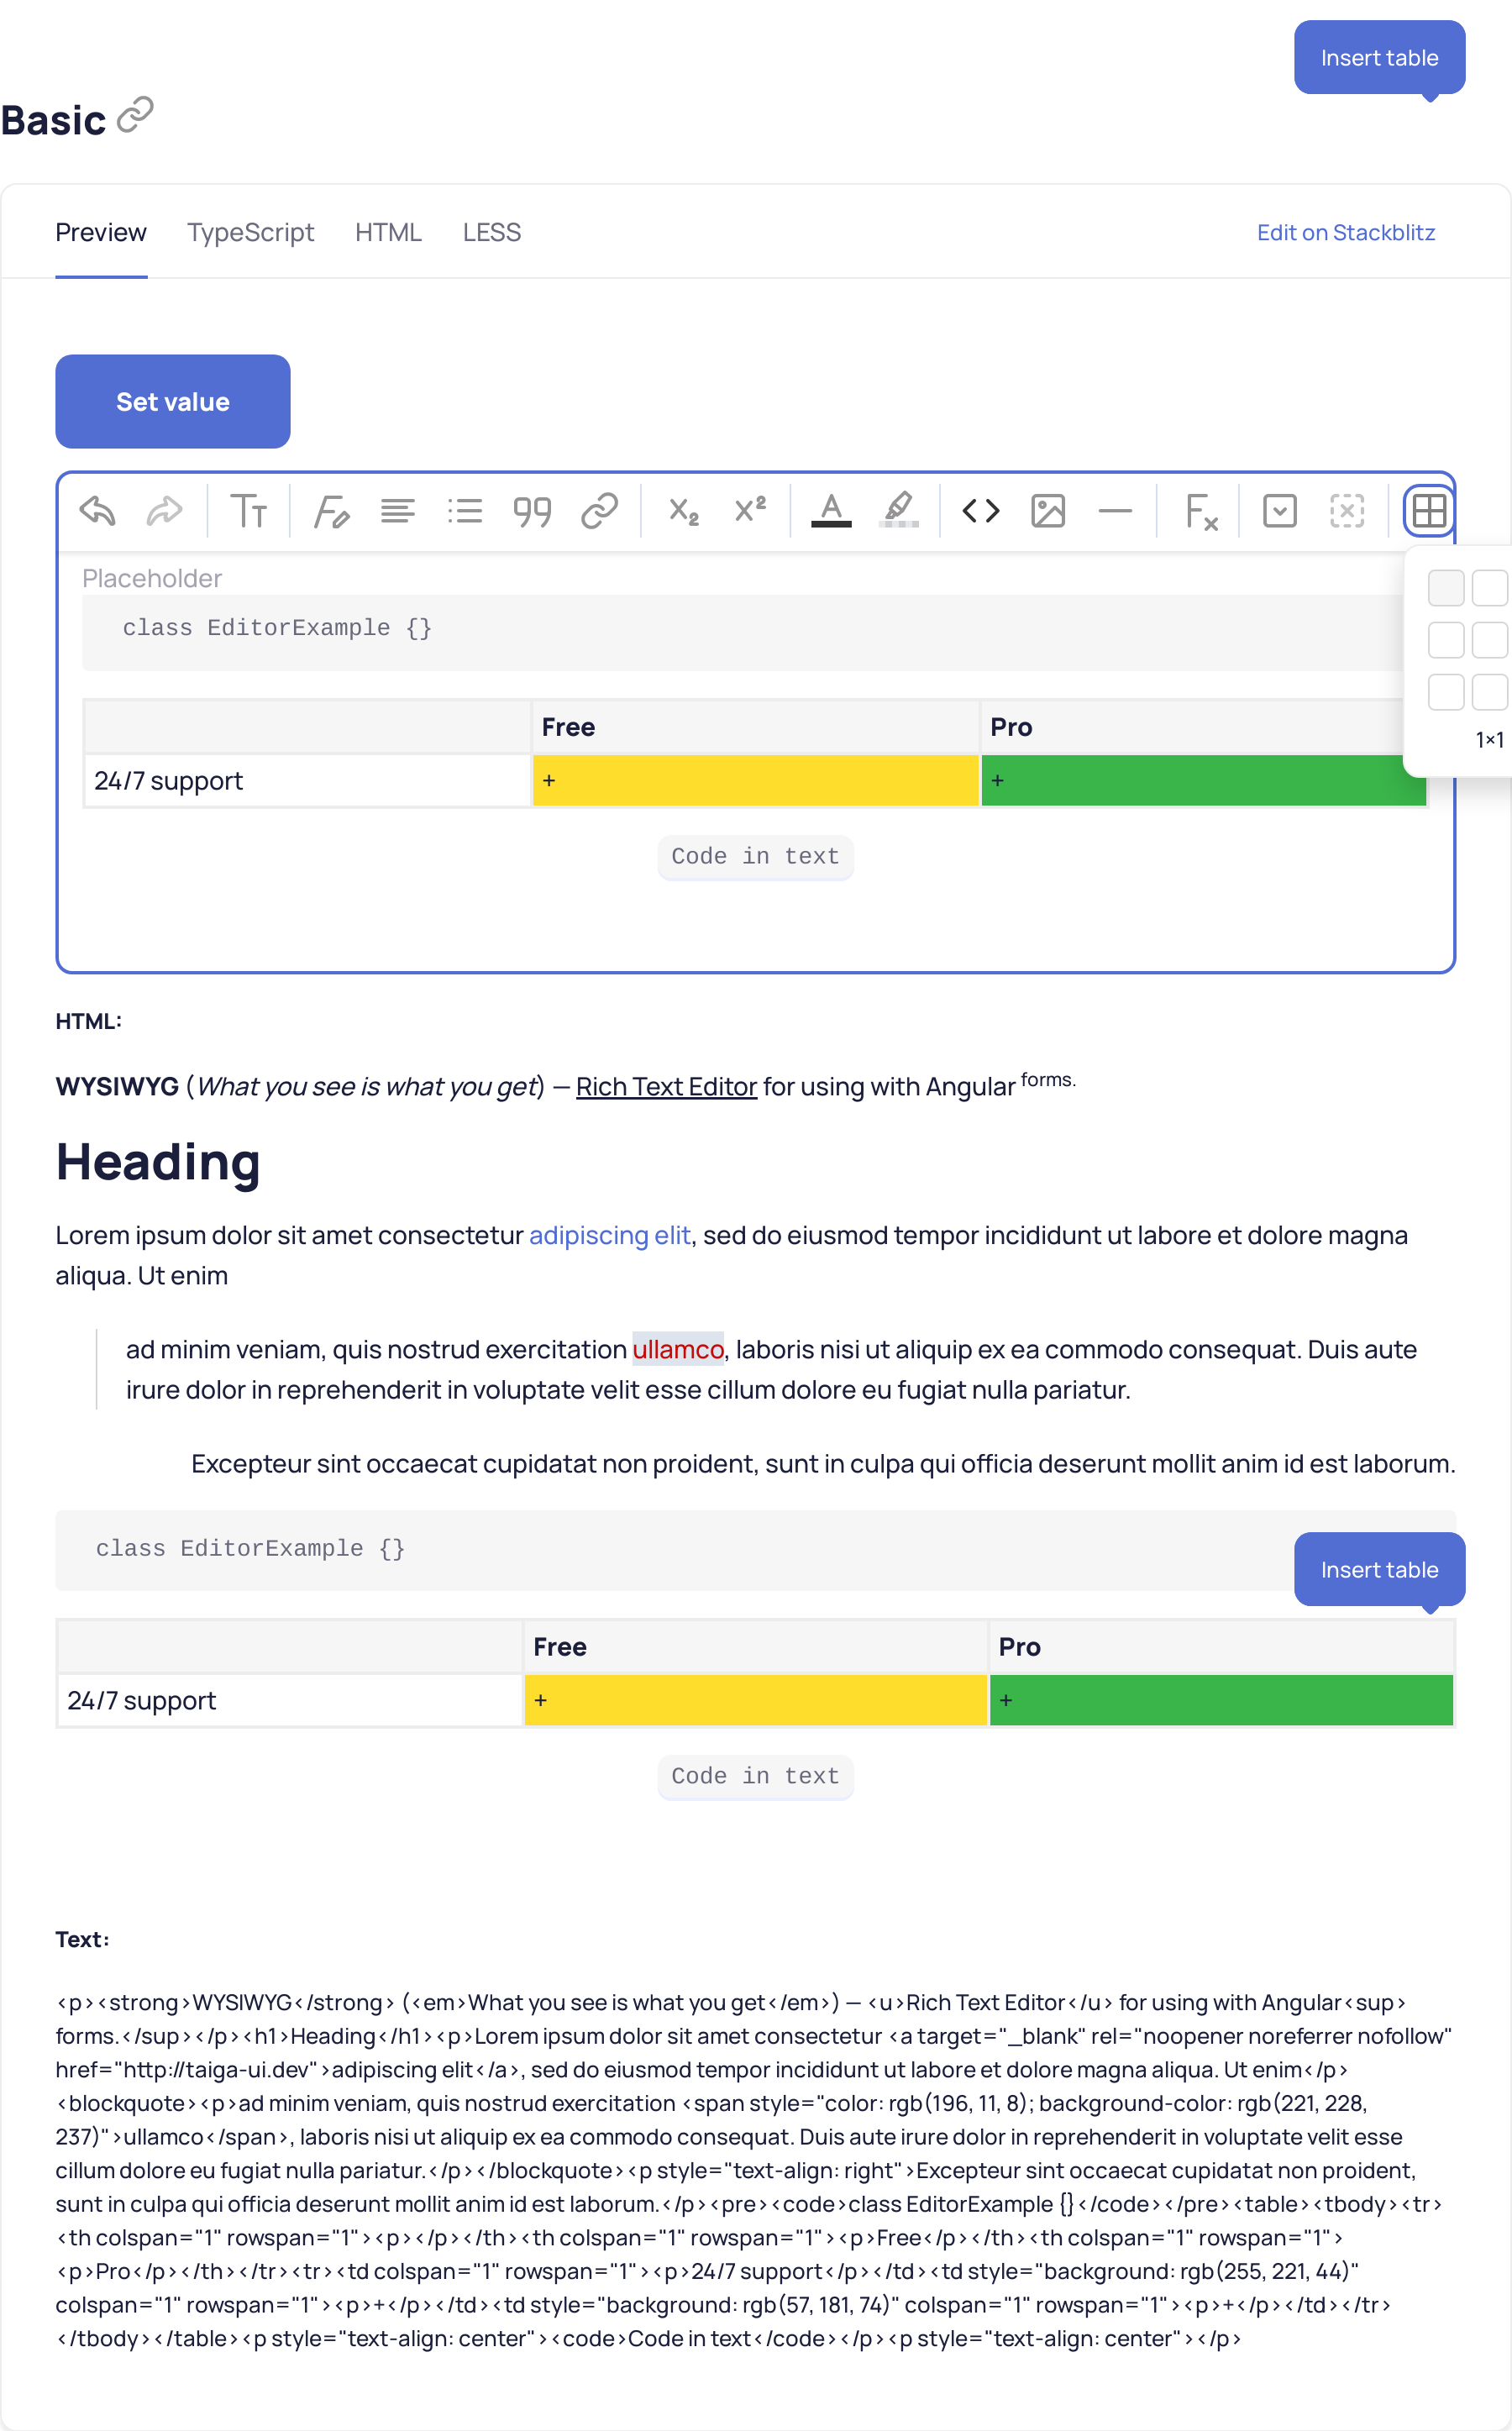 Insert table
Basic
Preview TypeScript HTML LESS Edit on Stackblitz
Set value
Placeholder
class EditorExample {}
Free Pro
24/7 support + +
1×1
Code in text
HTML:
WYSIWYG (What you see is what you get) — Rich Text Editor for using with Angular forms.
Heading
Lorem ipsum dolor sit amet consectetur adipiscing elit, sed do eiusmod tempor incididunt ut labore et dolore magna
aliqua. Ut enim
ad minim veniam, quis nostrud exercitation ullamco, laboris nisi ut aliquip ex ea commodo consequat. Duis aute
irure dolor in reprehenderit in voluptate velit esse cillum dolore eu fugiat nulla pariatur.
Excepteur sint occaecat cupidatat non proident, sunt in culpa qui officia deserunt mollit anim id est laborum.
class EditorExample {}
Insert table
Free Pro
24/7 support + +
Code in text
Text:
<p><strong>WYSIWYG</strong> (<em>What you see is what you get</em>) — <u>Rich Text Editor</u> for using with Angular<sup>
forms.</sup></p><h1>Heading</h1><p>Lorem ipsum dolor sit amet consectetur <a target="_blank" rel="noopener noreferrer nofollow"
href="http://taiga-ui.dev">adipiscing elit</a>, sed do eiusmod tempor incididunt ut labore et dolore magna aliqua. Ut enim</p>
<blockquote><p>ad minim veniam, quis nostrud exercitation <span style="color: rgb(196, 11, 8); background-color: rgb(221, 228,
237)">ullamco</span>, laboris nisi ut aliquip ex ea commodo consequat. Duis aute irure dolor in reprehenderit in voluptate velit esse
cillum dolore eu fugiat nulla pariatur.</p></blockquote><p style="text-align: right">Excepteur sint occaecat cupidatat non proident,
sunt in culpa qui officia deserunt mollit anim id est laborum.</p><pre><code>class EditorExample {}</code></pre><table><tbody><tr>
<th colspan="1" rowspan="1"><p></p></th><th colspan="1" rowspan="1"><p>Free</p></th><th colspan="1" rowspan="1">
<p>Pro</p></th></tr><tr><td colspan="1" rowspan="1"><p>24/7 support</p></td><td style="background: rgb(255, 221, 44)"
colspan="1" rowspan="1"><p>+</p></td><td style="background: rgb(57, 181, 74)" colspan="1" rowspan="1"><p>+</p></td></tr>
</tbody></table><p style="text-align: center"><code>Code in text</code></p><p style="text-align: center"></p>